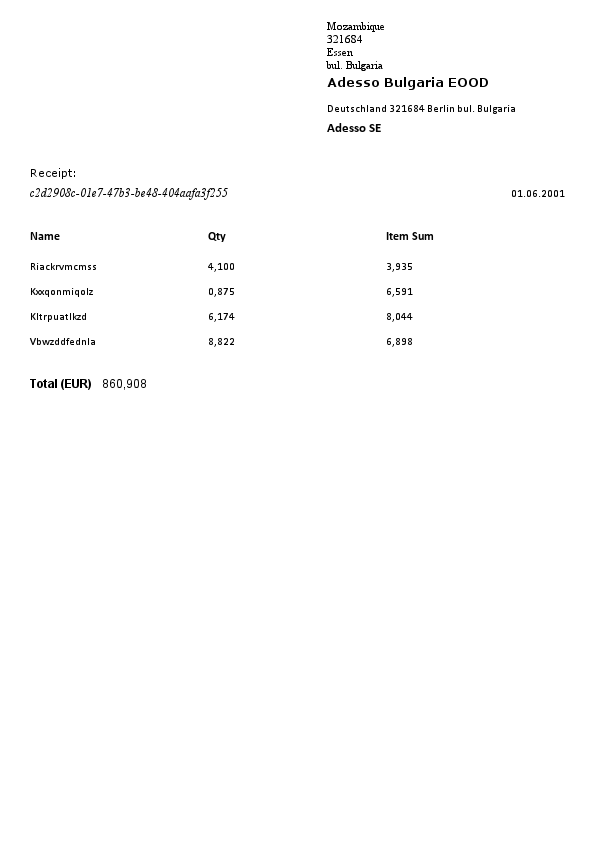 Mozambique
321684
Essen
bul. Bulgaria
Adesso Bulgaria EOOD
Deutschland 321684 Berlin bul. Bulgaria
Adesso SE
Receipt:
c2d2908c-01e7-47b3-be48-404aafa3f255 01.06.2001
Name Qty Item Sum
Riackrvmcmss 4,100 3,935
Kxxqonmiqolz 0,875 6,591
Kltrpuatlkzd 6,174 8,044
Vbwzddfednla 8,822 6,898
Total (EUR) 860,908